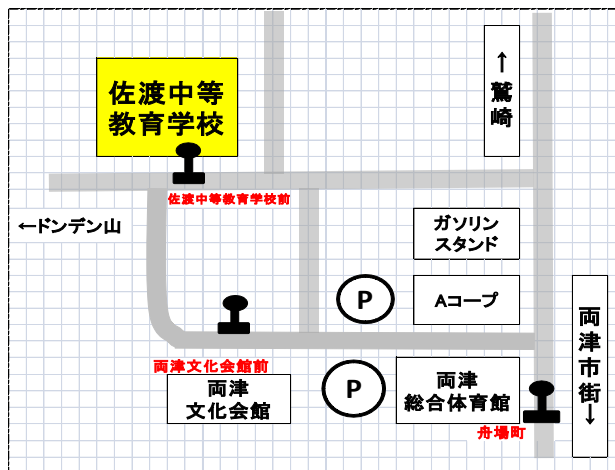 佐渡中等
教育学校
↑鷲崎
佐渡中等教育学校前
←ドンデン山
ガソリン
スタンド
P
Aコープ
両津文化会館前
両津
文化会館
P
両津
総合体育館
舟場町
両津市街↓